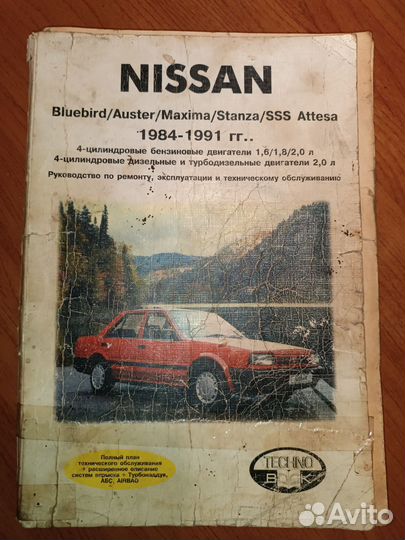 NISSAN
Bluebird/Auster/Maxima/Stanza/SSS Attesa
1984-1991 гг..
4-цилиндровые бензиновые двигатели 1,6/1,8/2,0 л
4-цилиндровые дизельные и турбодизельные двигатели 2,0 л
Руководство по ремонту, эксплуатации и техническому обслуживанию
Полный план
технического обслуживания
+ расширенное описание
систем впрыска + Турбонаддув,
АБС, AIRBAG
TECHNO
BOOK
Avito